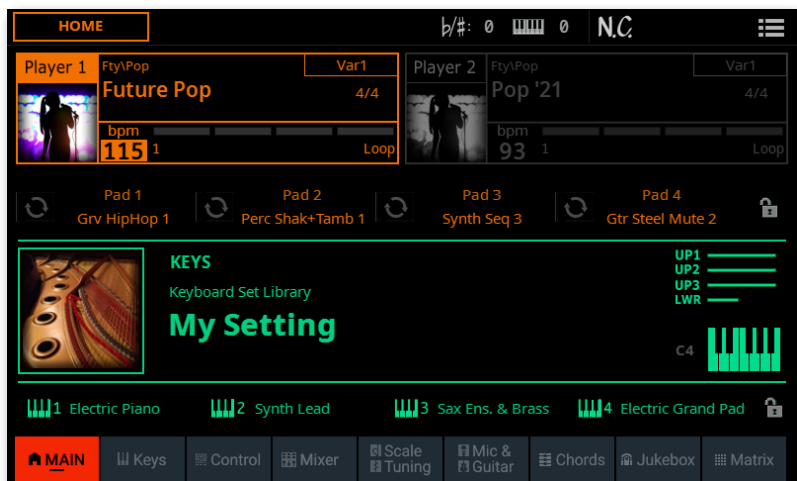 HOME
♭/#: 0 0 N.C.
Player 1 Fty\Pop Var1
Future Pop 4/4
bpm
115 1 Loop
Player 2 Fty\Pop Var1
Pop '21 4/4
bpm
93 1 Loop
Pad 1
Grv HipHop 1
Pad 2
Perc Shak+Tamb 1
Pad 3
Synth Seq 3
Pad 4
Gtr Steel Mute 2
KEYS
Keyboard Set Library
My Setting
UP1
UP2
UP3
LWR
C4
1 Electric Piano
2 Synth Lead
3 Sax Ens. & Brass
4 Electric Grand Pad
MAIN
Keys
Control
Mixer
Scale
Tuning
Mic &
Guitar
Chords
Jukebox
Matrix